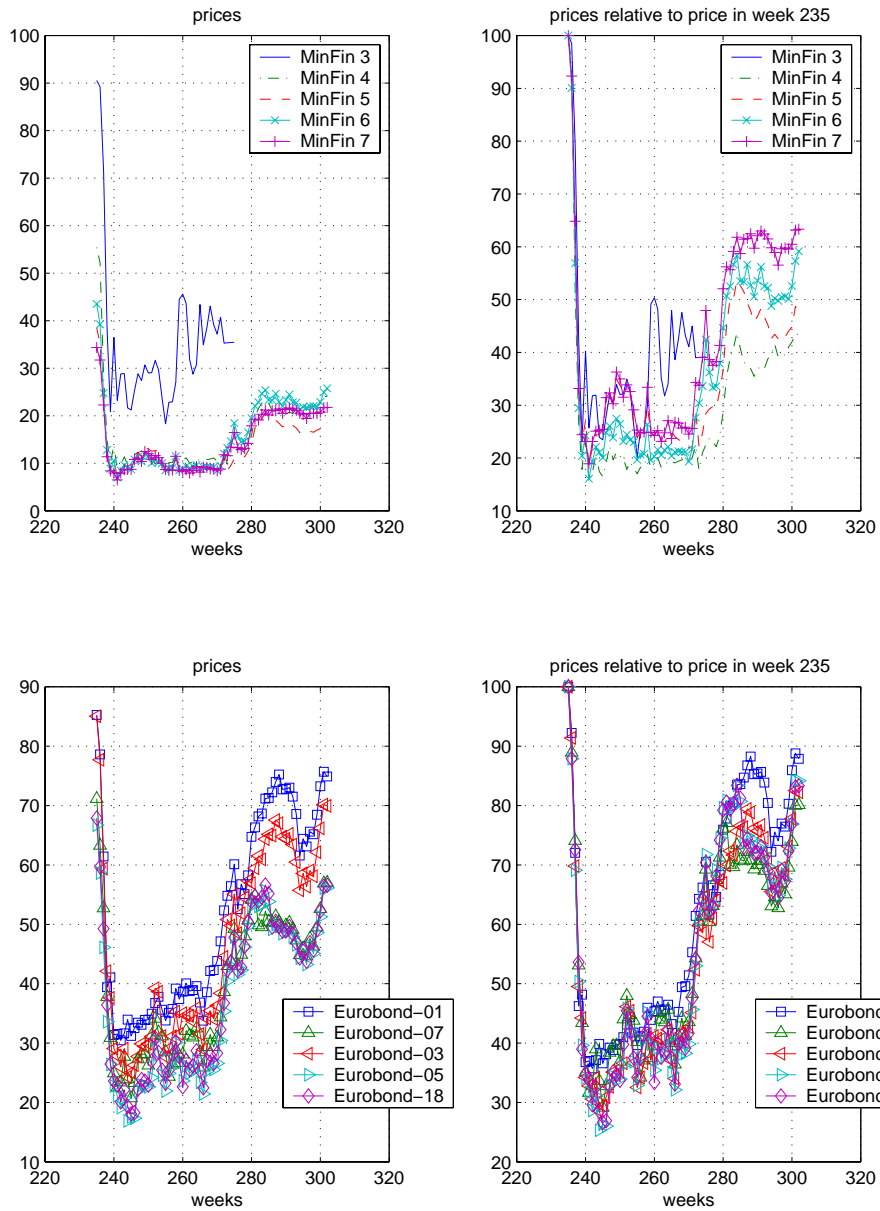 prices
100
90
80
70
60
50
40
30
20
10
0
220 240 260 280 300 320
weeks
MinFin 3
MinFin 4
MinFin 5
MinFin 6
MinFin 7
prices relative to price in week 235
100
90
80
70
60
50
40
30
20
10
220 240 260 280 300 320
weeks
MinFin 3
MinFin 4
MinFin 5
MinFin 6
MinFin 7
prices
90
80
70
60
50
40
30
20
10
220 240 260 280 300 320
weeks
Eurobond-01
Eurobond-07
Eurobond-03
Eurobond-05
Eurobond-18
prices relative to price in week 235
100
90
80
70
60
50
40
30
20
220 240 260 280 300 320
weeks
Eurobond
Eurobond
Eurobond
Eurobond
Eurobond